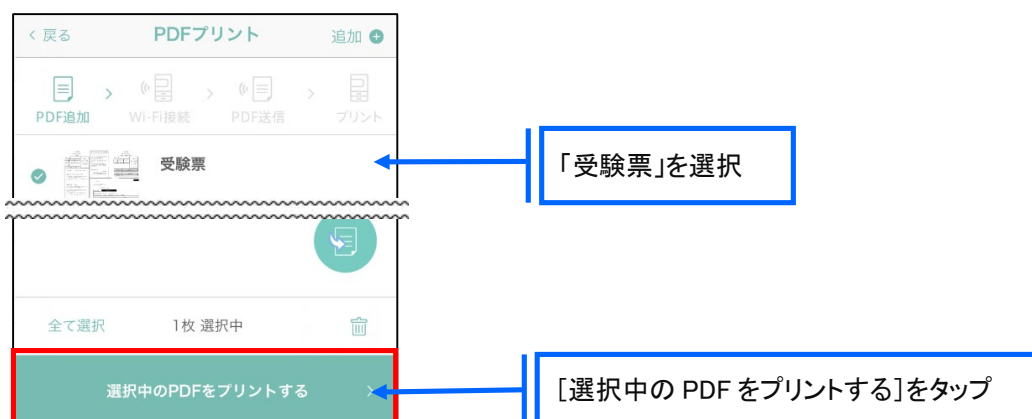 戻る PDFプリント 追加
PDF追加 Wi-Fi接続 PDF送信 プリント
受験票
「受験票」を選択
全て選択 1枚 選択中
選択中のPDFをプリントする
[選択中の PDF をプリントする]をタップ